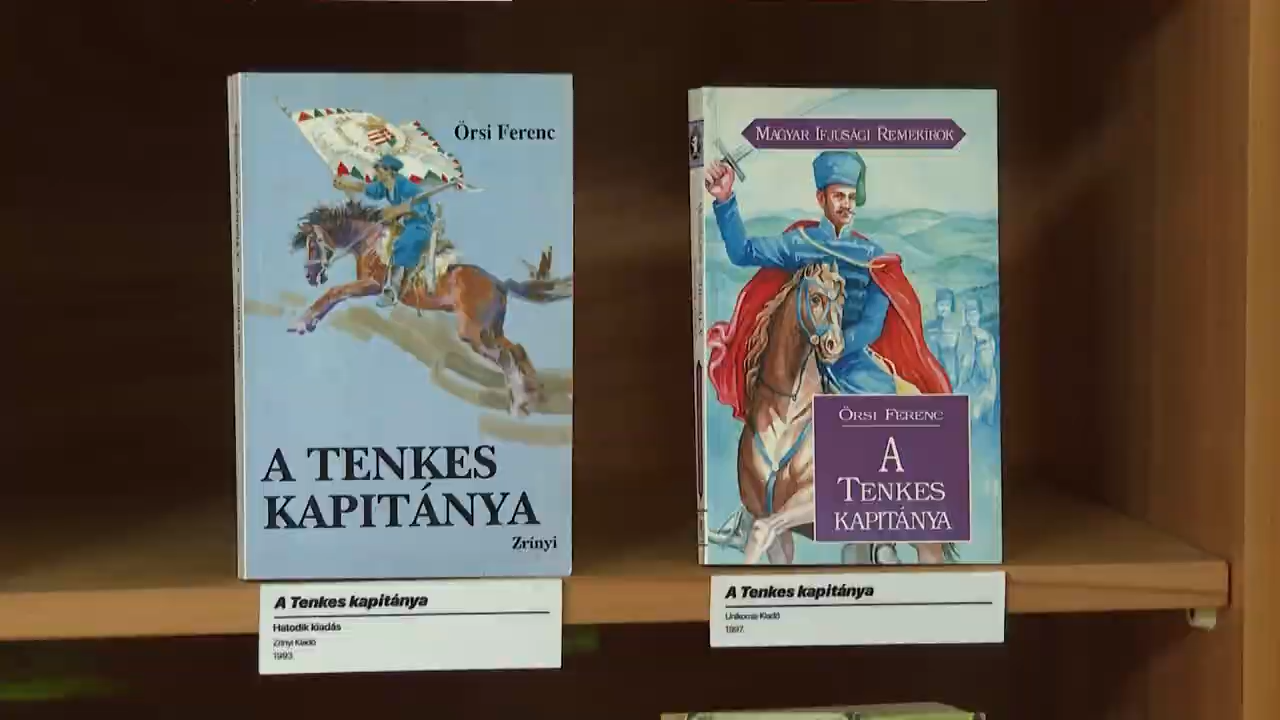 Örsi Ferenc
A TENKES
KAPITÁNYA
Zrínyi
A Tenkes kapitánya
Hatodik kiadás
Zrínyi Kiadó
1993.
MAGYAR IFJÚSÁGI REMEKÍRÓK
ÖRSI FERENC
A
TENKES
KAPITÁNYA
A Tenkes kapitánya
Unikornis Kiadó
1997.